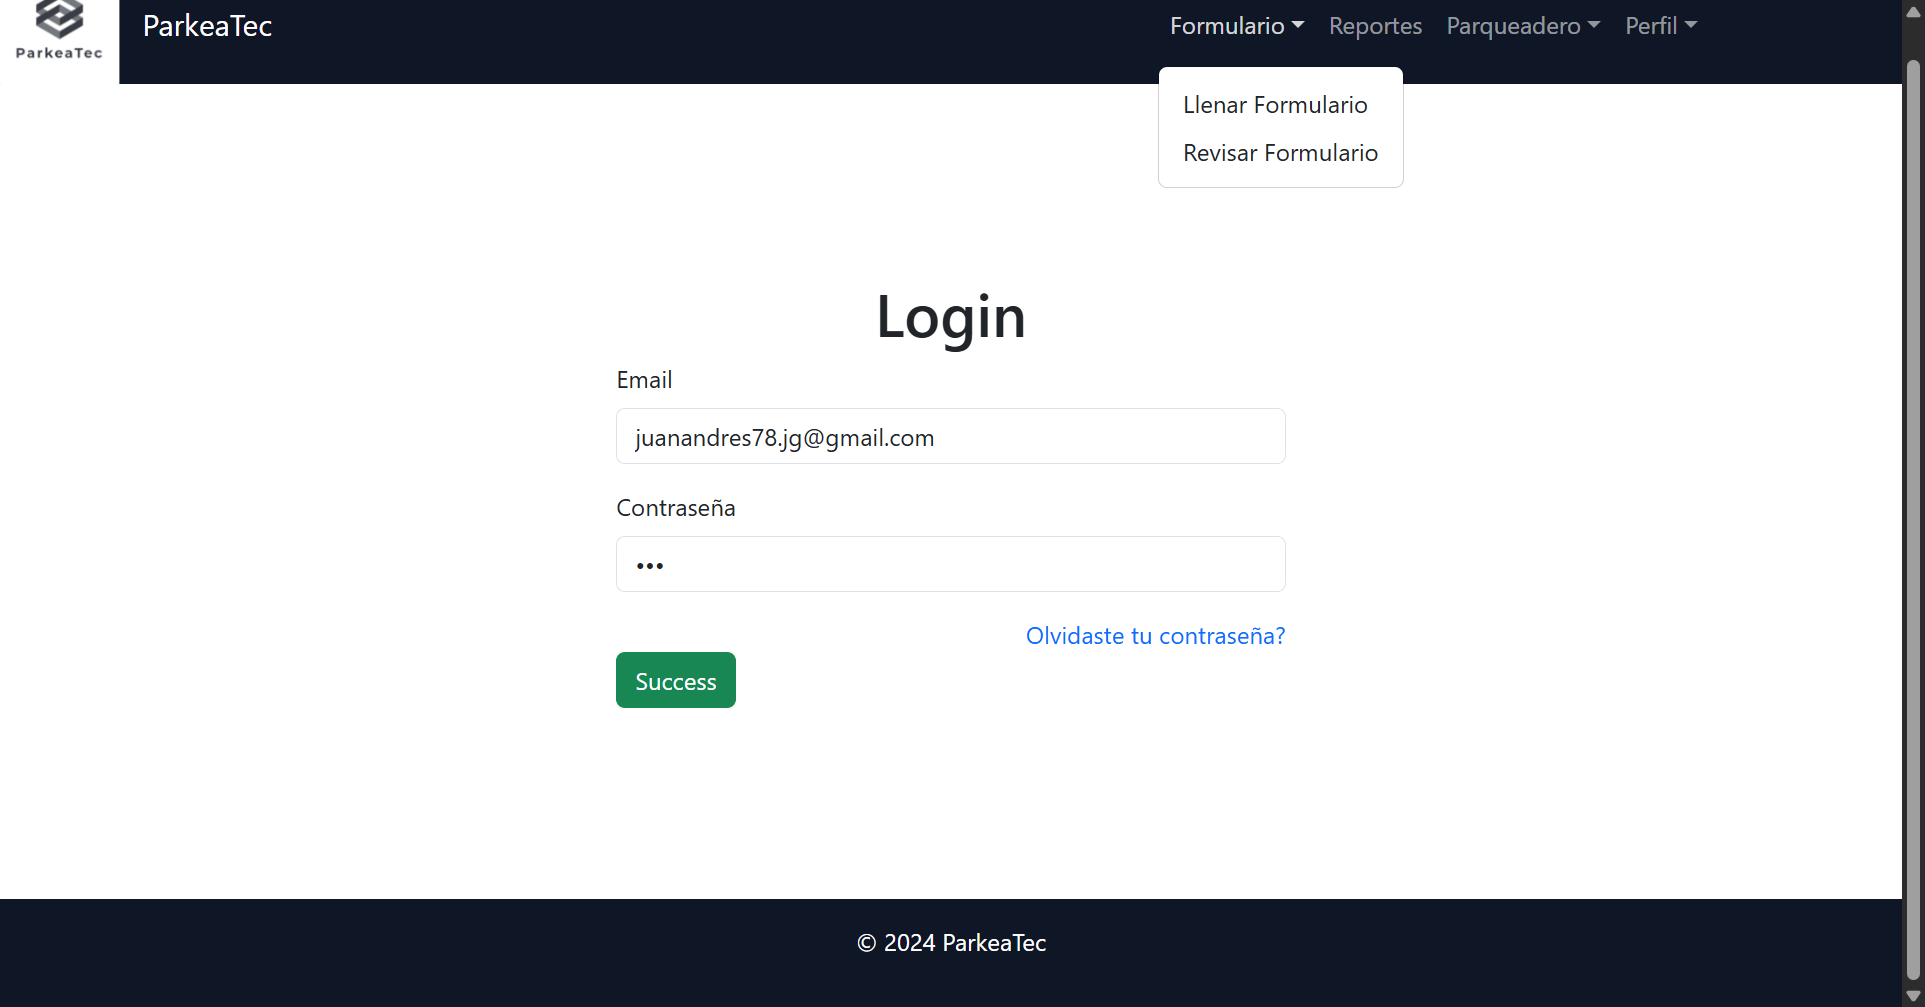 ParkeaTec
ParkeaTec
Formulario
Reportes
Parqueadero
Perfil
Llenar Formulario
Revisar Formulario
Login
Email
juanandres78.jg@gmail.com
Contraseña
•••
Olvidaste tu contraseña?
Success
© 2024 ParkeaTec